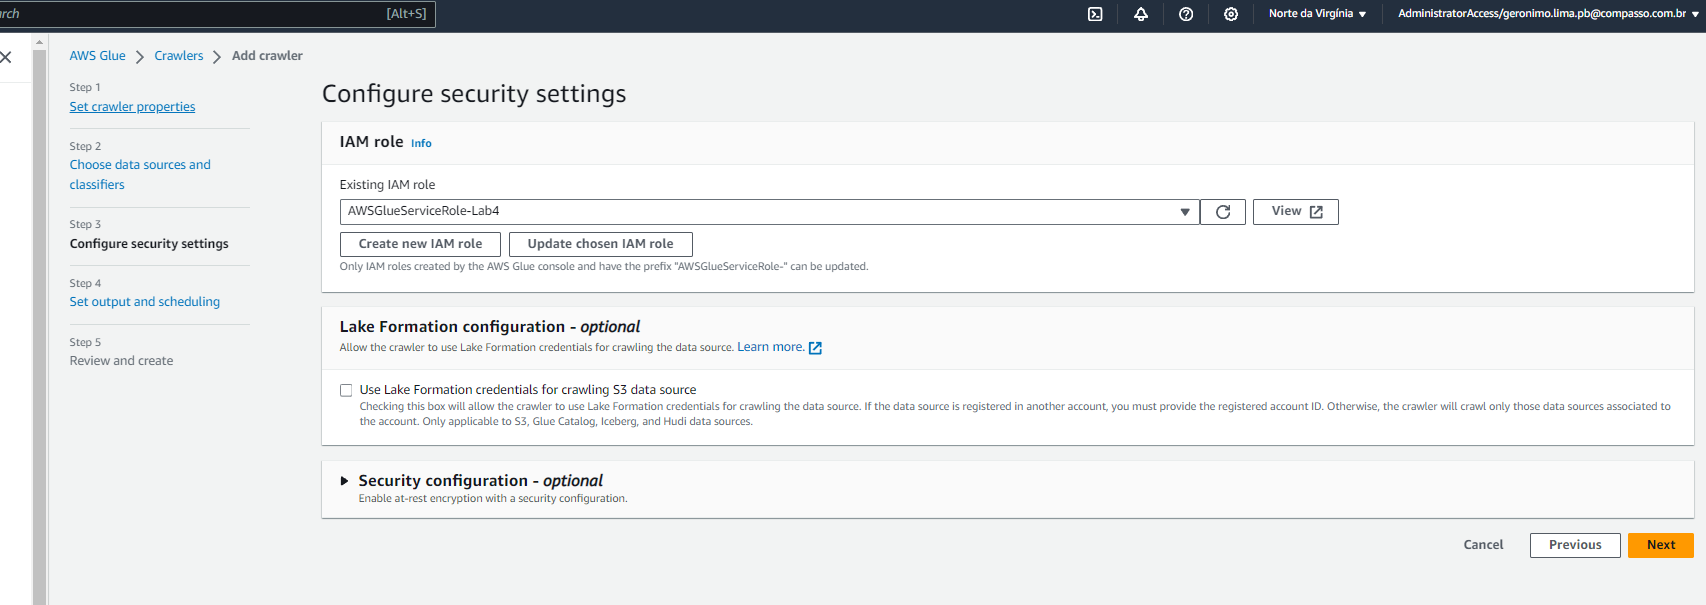 [Alt+S]
Norte da Virgínia
AdministratorAccess/geronimo.lima.pb@compasso.com.br
AWS Glue
Crawlers
Add crawler
Step 1
Set crawler properties
Step 2
Choose data sources and
classifiers
Step 3
Configure security settings
Step 4
Set output and scheduling
Step 5
Review and create
Configure security settings
IAM role Info
Existing IAM role
AWSGlueServiceRole-Lab4
View
Create new IAM role
Update chosen IAM role
Only IAM roles created by the AWS Glue console and have the prefix "AWSGlueServiceRole-" can be updated.
Lake Formation configuration - optional
Allow the crawler to use Lake Formation credentials for crawling the data source. Learn more.
Use Lake Formation credentials for crawling S3 data source
Checking this box will allow the crawler to use Lake Formation credentials for crawling the data source. If the data source is registered in another account, you must provide the registered account ID. Otherwise, the crawler will crawl only those data sources associated to
the account. Only applicable to S3, Glue Catalog, Iceberg, and Hudi data sources.
Security configuration - optional
Enable at-rest encryption with a security configuration.
Cancel
Previous
Next